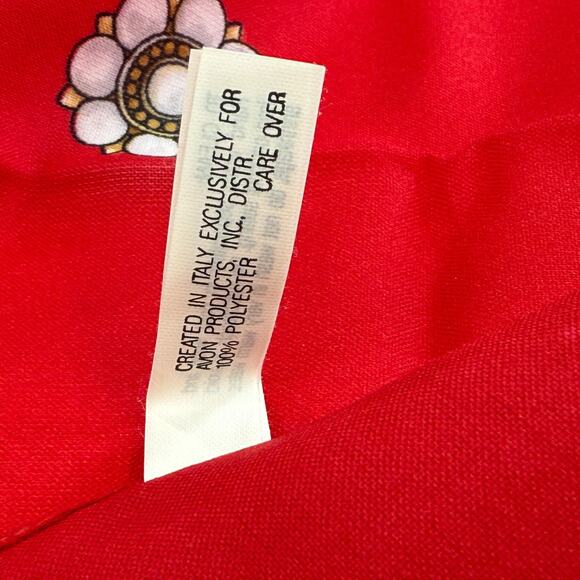 CREATED IN ITALY EXCLUSIVELY FOR
AVON PRODUCTS, INC., DISTR.
100% POLYESTER CARE OVER